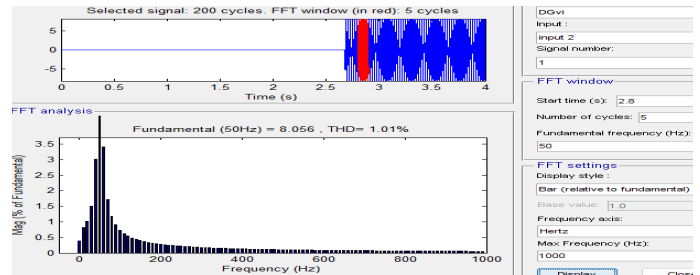 Selected signal: 200 cycles. FFT window (in red): 5 cycles
5
0
-5
0 0.5 1 1.5 2 2.5 3 3.5 4
Time (s)
FFT analysis
Fundamental (50Hz) = 8.056 , THD= 1.01%
3.5
3
2.5
2
1.5
1
0.5
0
Mag (% of Fundamental)
0 200 400 600 800 1000
Frequency (Hz)
DGvi
Input :
input 2
Signal number:
1
FFT window
Start time (s): 2.8
Number of cycles: 5
Fundamental frequency (Hz):
50
FFT settings
Display style :
Bar (relative to fundamental)
Base value: 1.0
Frequency axis:
Hertz
Max Frequency (Hz):
1000
Display